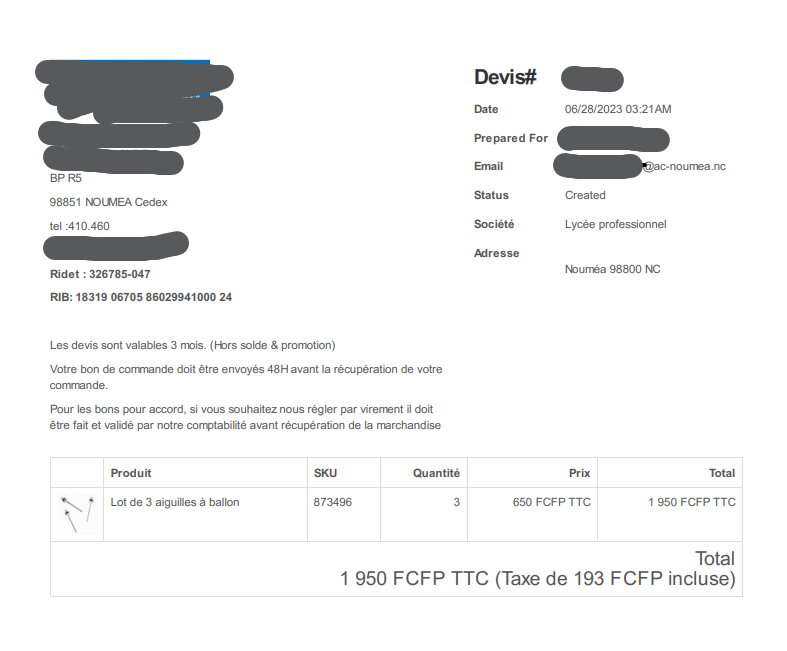 Devis#
Date 06/28/2023 03:21AM
Prepared For
Email @ac-noumea.nc
Status Created
Société Lycée professionnel
Adresse
Nouméa 98800 NC
BP R5
98851 NOUMEA Cedex
tel :410.460
Ridet : 326785-047
RIB: 18319 06705 86029941000 24
Les devis sont valables 3 mois. (Hors solde & promotion)
Votre bon de commande doit être envoyés 48H avant la récupération de votre
commande.
Pour les bons pour accord, si vous souhaitez nous régler par virement il doit
être fait et validé par notre comptabilité avant récupération de la marchandise
Produit SKU Quantité Prix Total
Lot de 3 aiguilles à ballon 873496 3 650 FCFP TTC 1 950 FCFP TTC
Total
1 950 FCFP TTC (Taxe de 193 FCFP incluse)